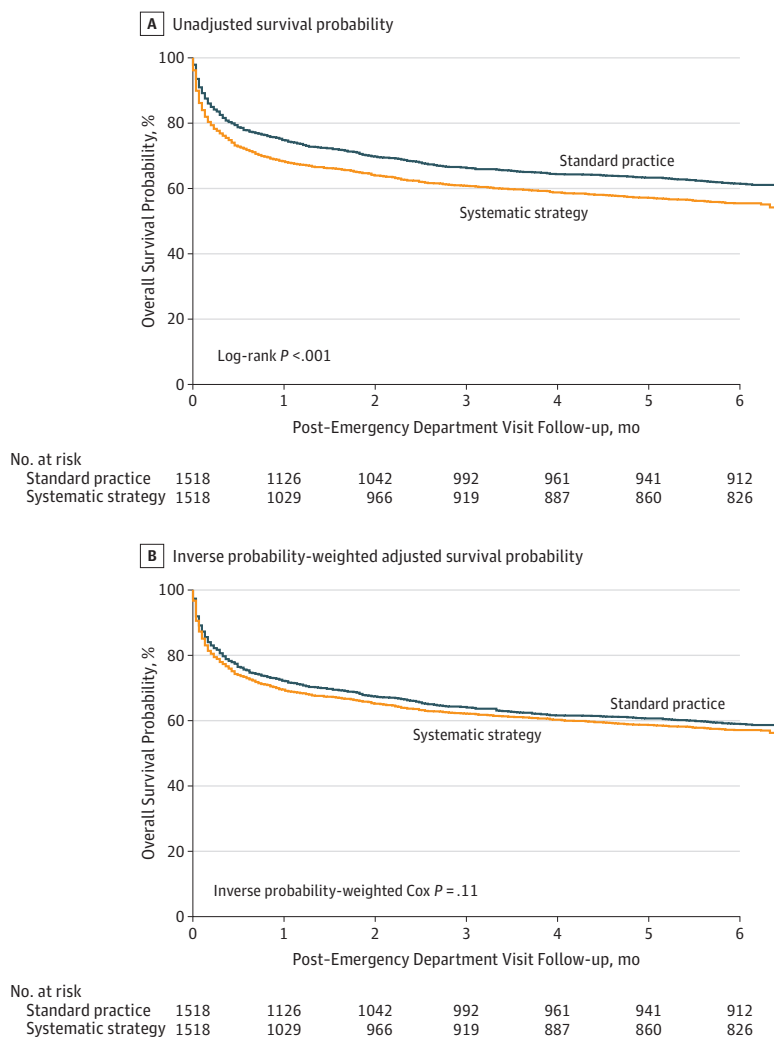 A Unadjusted survival probability
100
80
60
40
20
0
Overall Survival Probability, %
Standard practice
Systematic strategy
Log-rank P <.001
0 1 2 3 4 5 6
Post-Emergency Department Visit Follow-up, mo
No. at risk
Standard practice 1518 1126 1042 992 961 941 912
Systematic strategy 1518 1029 966 919 887 860 826
B Inverse probability-weighted adjusted survival probability
100
80
60
40
20
0
Overall Survival Probability, %
Standard practice
Systematic strategy
Inverse probability-weighted Cox P = .11
0 1 2 3 4 5 6
Post-Emergency Department Visit Follow-up, mo
No. at risk
Standard practice 1518 1126 1042 992 961 941 912
Systematic strategy 1518 1029 966 919 887 860 826